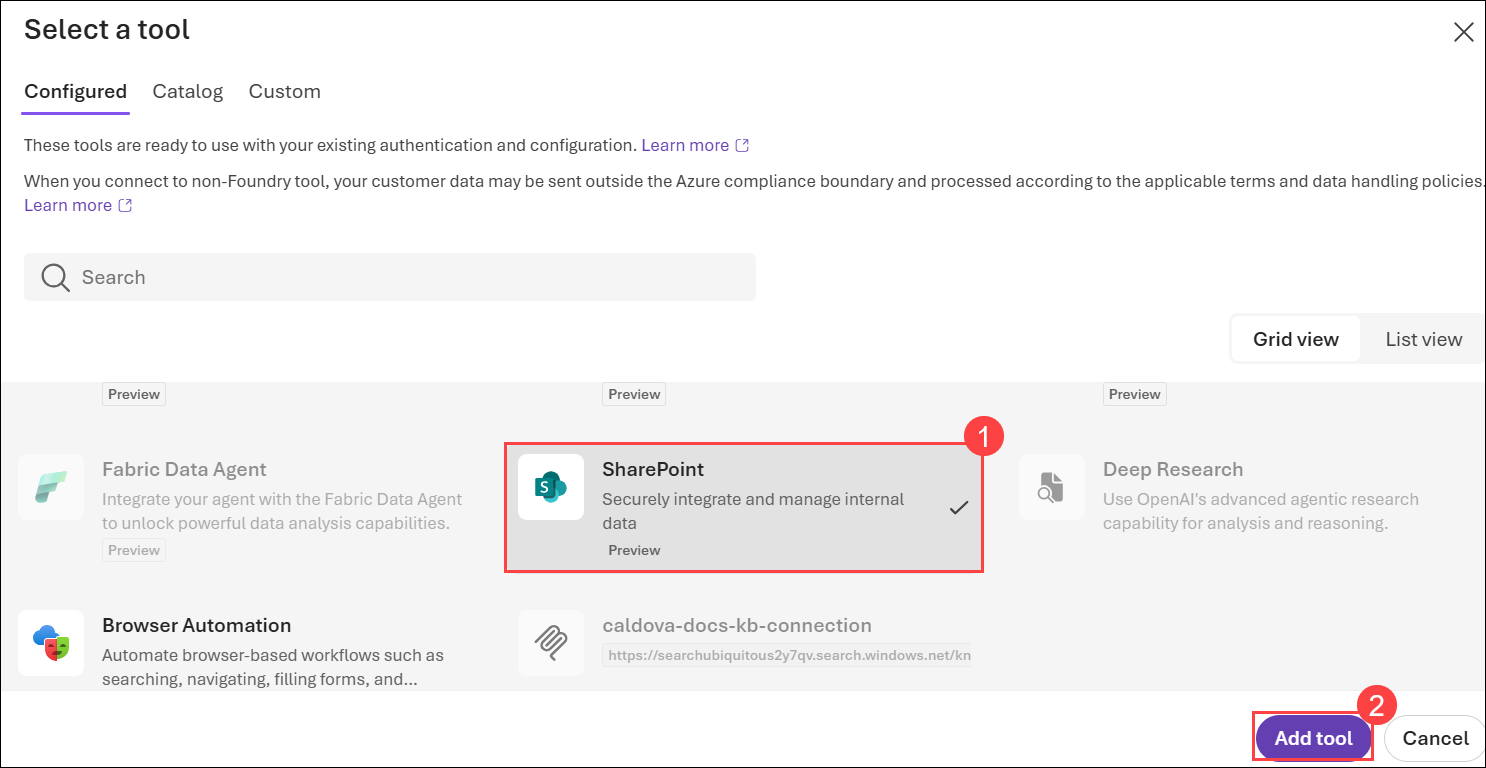 Select a tool
Configured
Catalog
Custom
These tools are ready to use with your existing authentication and configuration. Learn more
When you connect to non-Foundry tool, your customer data may be sent outside the Azure compliance boundary and processed according to the applicable terms and data handling policies.
Learn more
Search
Grid view
List view
Preview
Preview
Preview
1
Fabric Data Agent
Integrate your agent with the Fabric Data Agent
to unlock powerful data analysis capabilities.
Preview
S
SharePoint
Securely integrate and manage internal
data
Preview
Deep Research
Use OpenAI's advanced agentic research
capability for analysis and reasoning.
Browser Automation
Automate browser-based workflows such as
searching, navigating, filling forms, and...
caldova-docs-kb-connection
https://searchubiquitous2y7qv.search.windows.net/kn
2
Add tool
Cancel